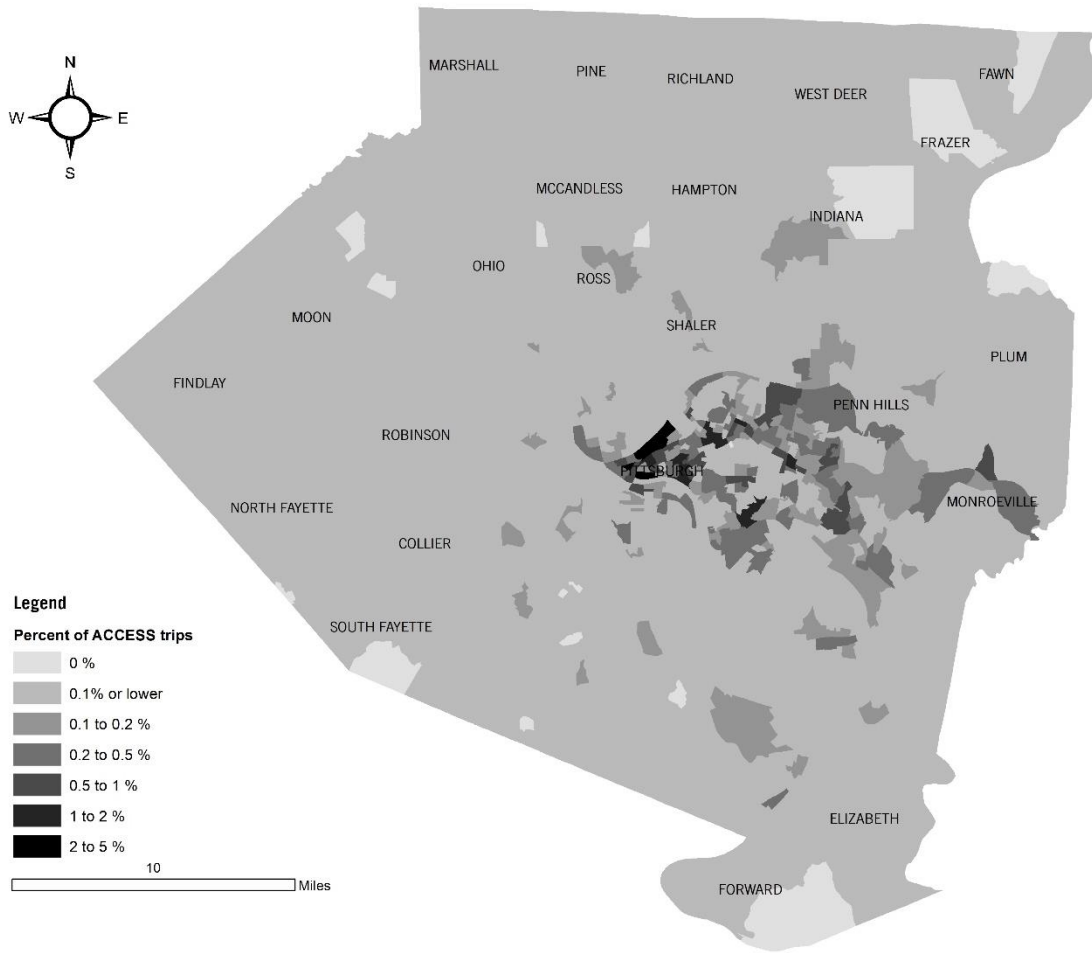 N
W
E
S
MARSHALL
PINE
RICHLAND
WEST DEER
FAWN
FRAZER
MCCANDLESS
HAMPTON
INDIANA
OHIO
ROSS
MOON
SHALER
PLUM
FINDLAY
PENN HILLS
ROBINSON
PITTSBURGH
NORTH FAYETTE
MONROEVILLE
COLLIER
SOUTH FAYETTE
ELIZABETH
FORWARD
Legend
Percent of ACCESS trips
0 %
0.1% or lower
0.1 to 0.2 %
0.2 to 0.5 %
0.5 to 1 %
1 to 2 %
2 to 5 %
10
Miles